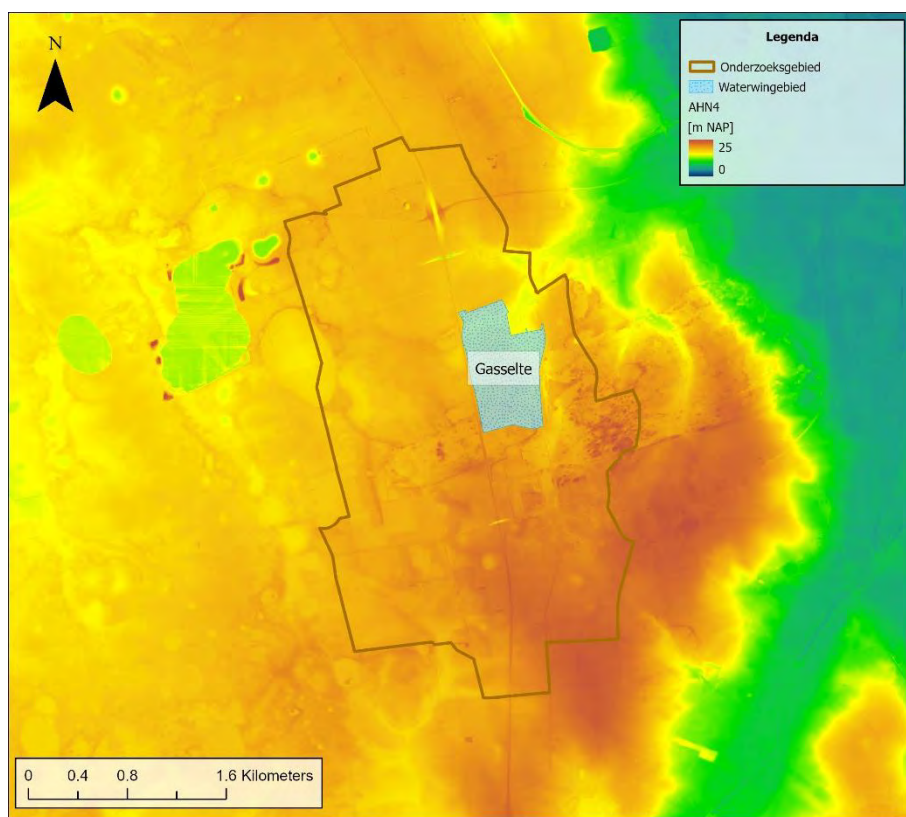 N
Legenda
Onderzoeksgebied
Waterwingebied
AHN4
[m NAP]
25
0
Gasselte
0 0.4 0.8 1.6 Kilometers